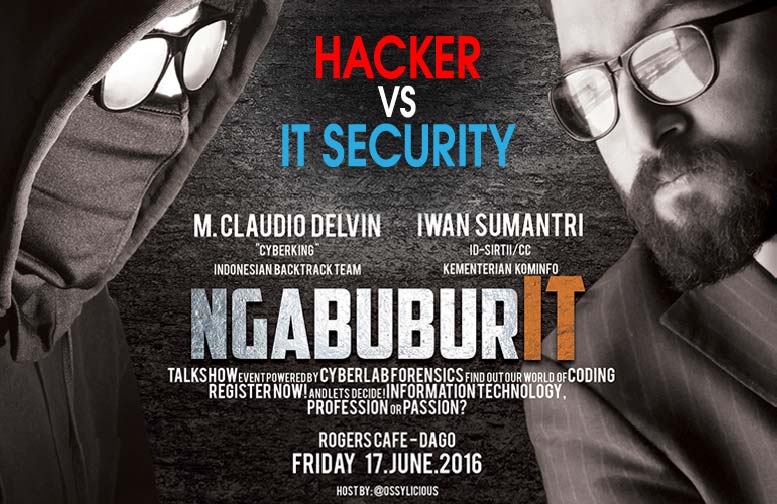 HACKER
VS
IT SECURITY
M. CLAUDIO DELVIN
"CYBERKING"
INDONESIAN BACKTRACK TEAM
IWAN SUMANTRI
ID-SIRTII/CC
KEMENTERIAN KOMINFO
NGABUBURIT
TALKSHOW EVENT POWERED BY CYBERLAB FORENSICS FIND OUT OUR WORLD OF CODING
REGISTER NOW! AND LETS DECIDE! INFORMATION TECHNOLOGY,
PROFESSION OR PASSION?
ROGERS CAFE - DAGO
FRIDAY 17.JUNE.2016
HOST BY: @OSSYLICIOUS